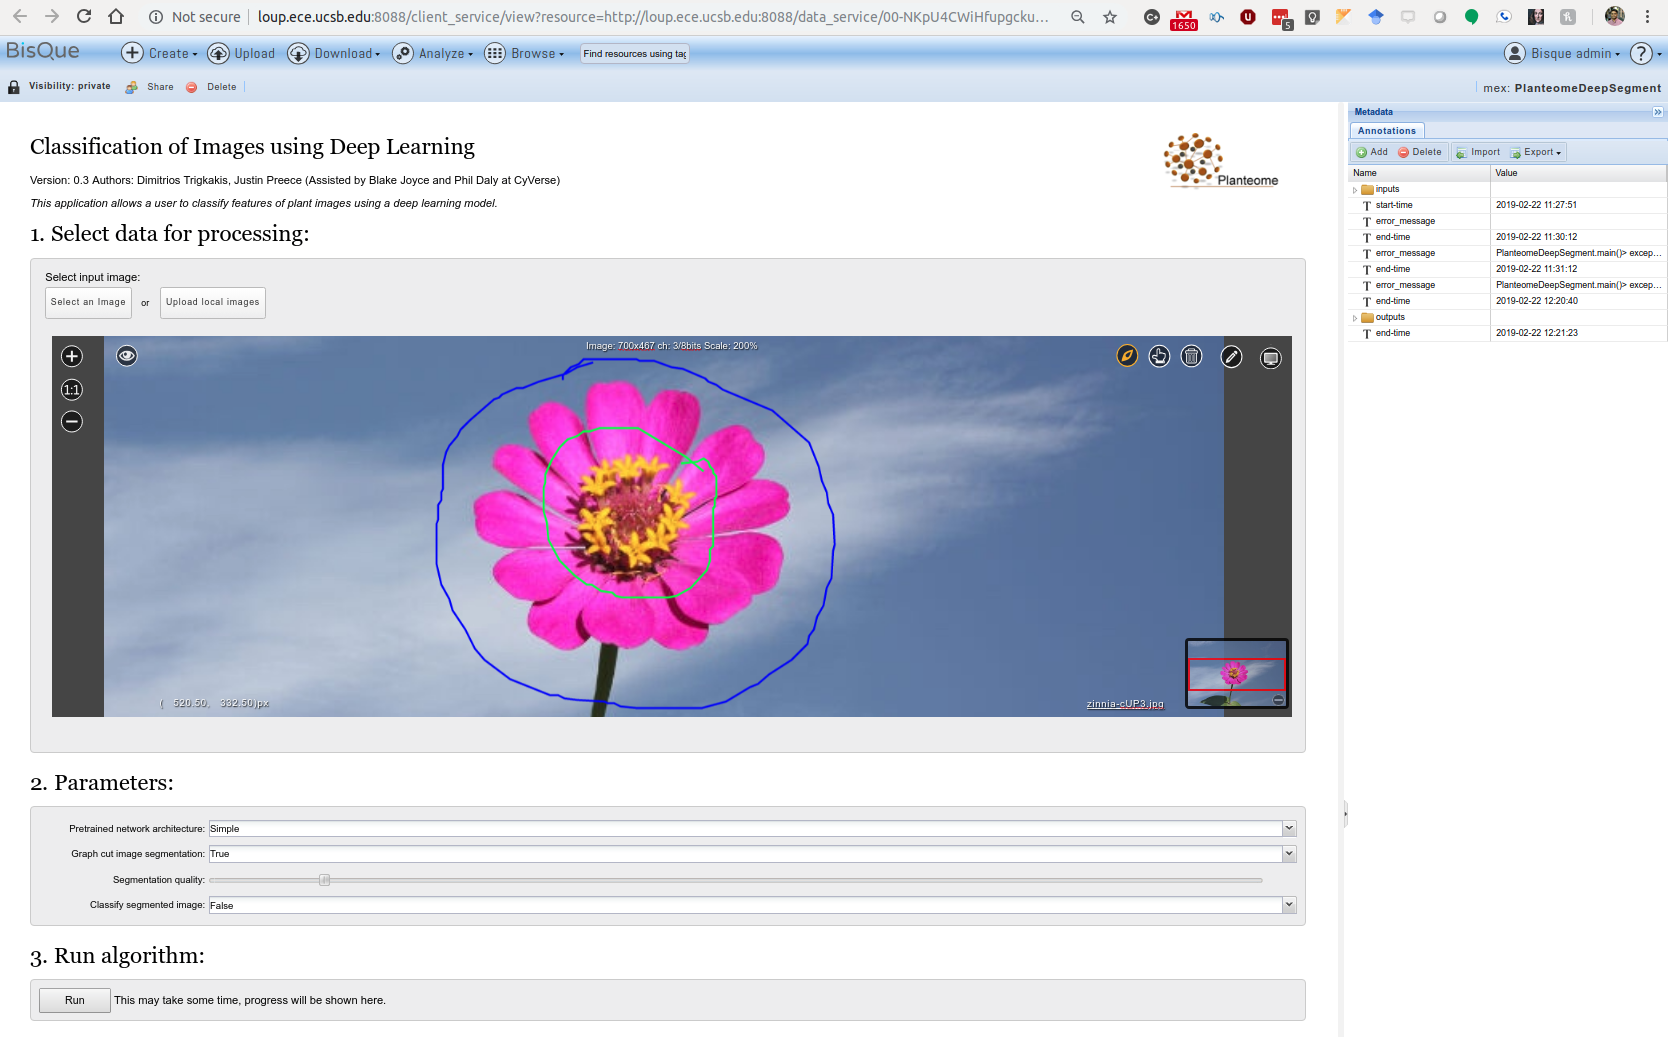 Not secure loup.ece.ucsb.edu:8088/client_service/view?resource=http://loup.ece.ucsb.edu:8088/data_service/00-NKpU4CWiHfupgcku... 1650 5
BisQue Create Upload Download Analyze Browse Find resources using tag Bisque admin ?
Visibility: private Share Delete mex: PlanteomeDeepSegment
Classification of Images using Deep Learning
Planteome
Version: 0.3 Authors: Dimitrios Trigkakis, Justin Preece (Assisted by Blake Joyce and Phil Daly at CyVerse)
This application allows a user to classify features of plant images using a deep learning model.
1. Select data for processing:
Select input image:
Select an Image or Upload local images
Image: 700x467 ch: 3/8bits Scale: 200%
1:1
( 520.50, 332.50)px
zinnia-cUP3.jpg
2. Parameters:
Pretrained network architecture: Simple
Graph cut image segmentation: True
Segmentation quality:
Classify segmented image: False
3. Run algorithm:
Run This may take some time, progress will be shown here.
Metadata
Annotations
Add Delete Import Export
Name Value
inputs
start-time 2019-02-22 11:27:51
error_message
end-time 2019-02-22 11:30:12
error_message PlanteomeDeepSegment.main()> excep...
end-time 2019-02-22 11:31:12
error_message PlanteomeDeepSegment.main()> excep...
end-time 2019-02-22 12:20:40
outputs
end-time 2019-02-22 12:21:23